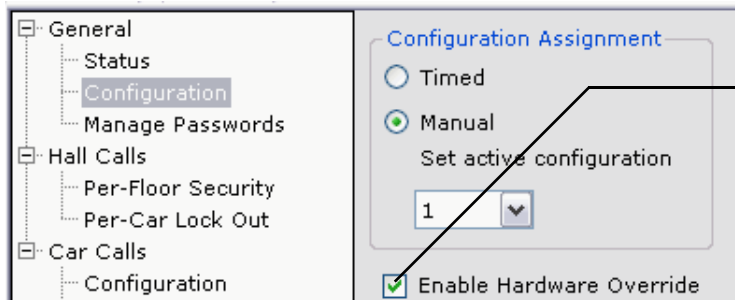 General
Status
Configuration
Manage Passwords
Hall Calls
Per-Floor Security
Per-Car Lock Out
Car Calls
Configuration
Configuration Assignment
Timed
Manual
Set active configuration
1
Enable Hardware Override